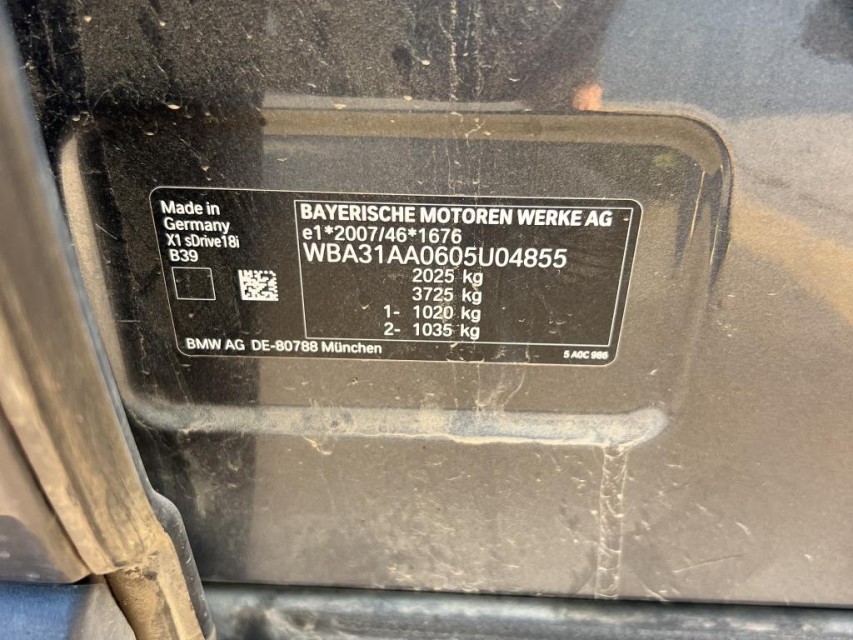 Made in
Germany
X1 sDrive18i
B39
BAYERISCHE MOTOREN WERKE AG
e1*2007/46*1676
WBA31AA0605U04855
2025 kg
3725 kg
1- 1020 kg
2- 1035 kg
BMW AG DE-80788 München
5 A0C 986